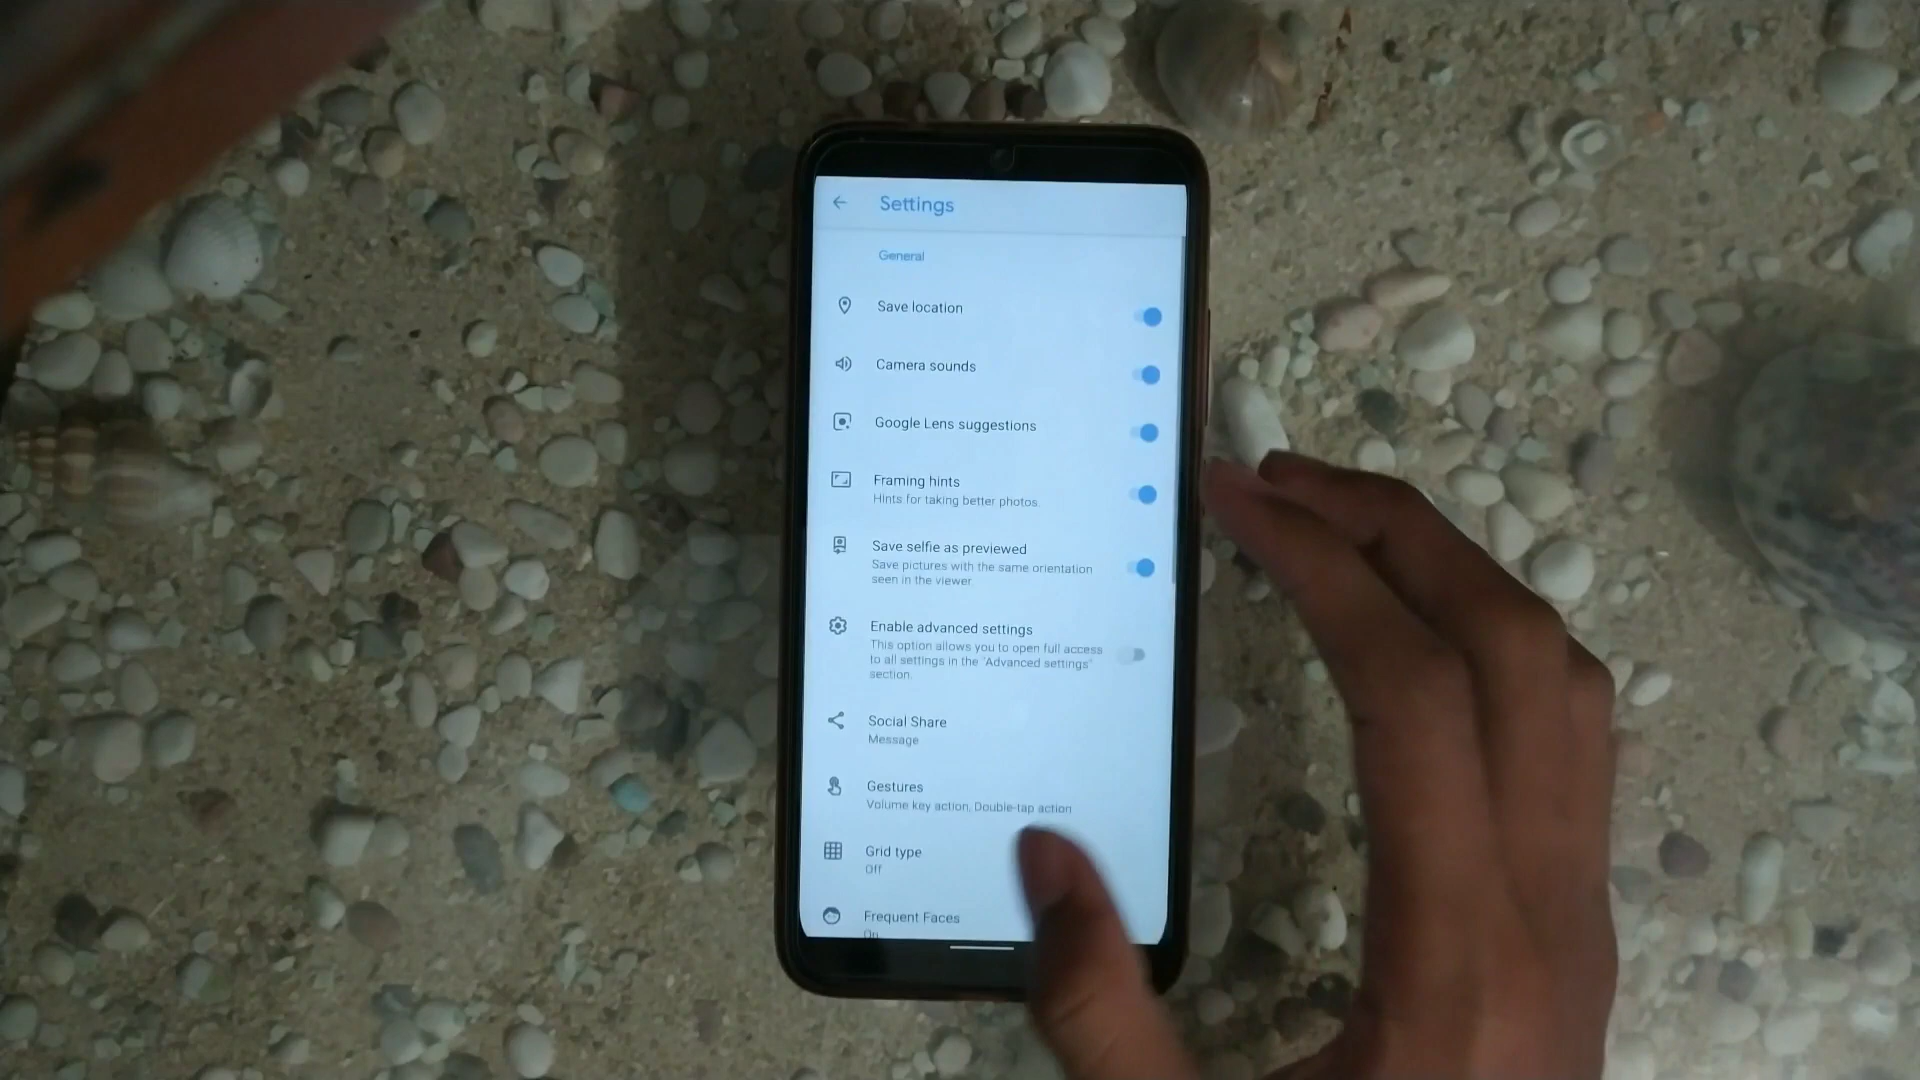 Settings
General
Save location
Camera sounds
Google Lens suggestions
Framing hints
Hints for taking better photos.
Save selfie as previewed
Save pictures with the same orientation
seen in the viewer.
Enable advanced settings
This option allows you to open full access
to all settings in the "Advanced settings"
section.
Social Share
Message
Gestures
Volume key action, Double-tap action
Grid type
Off
Frequent Faces
On